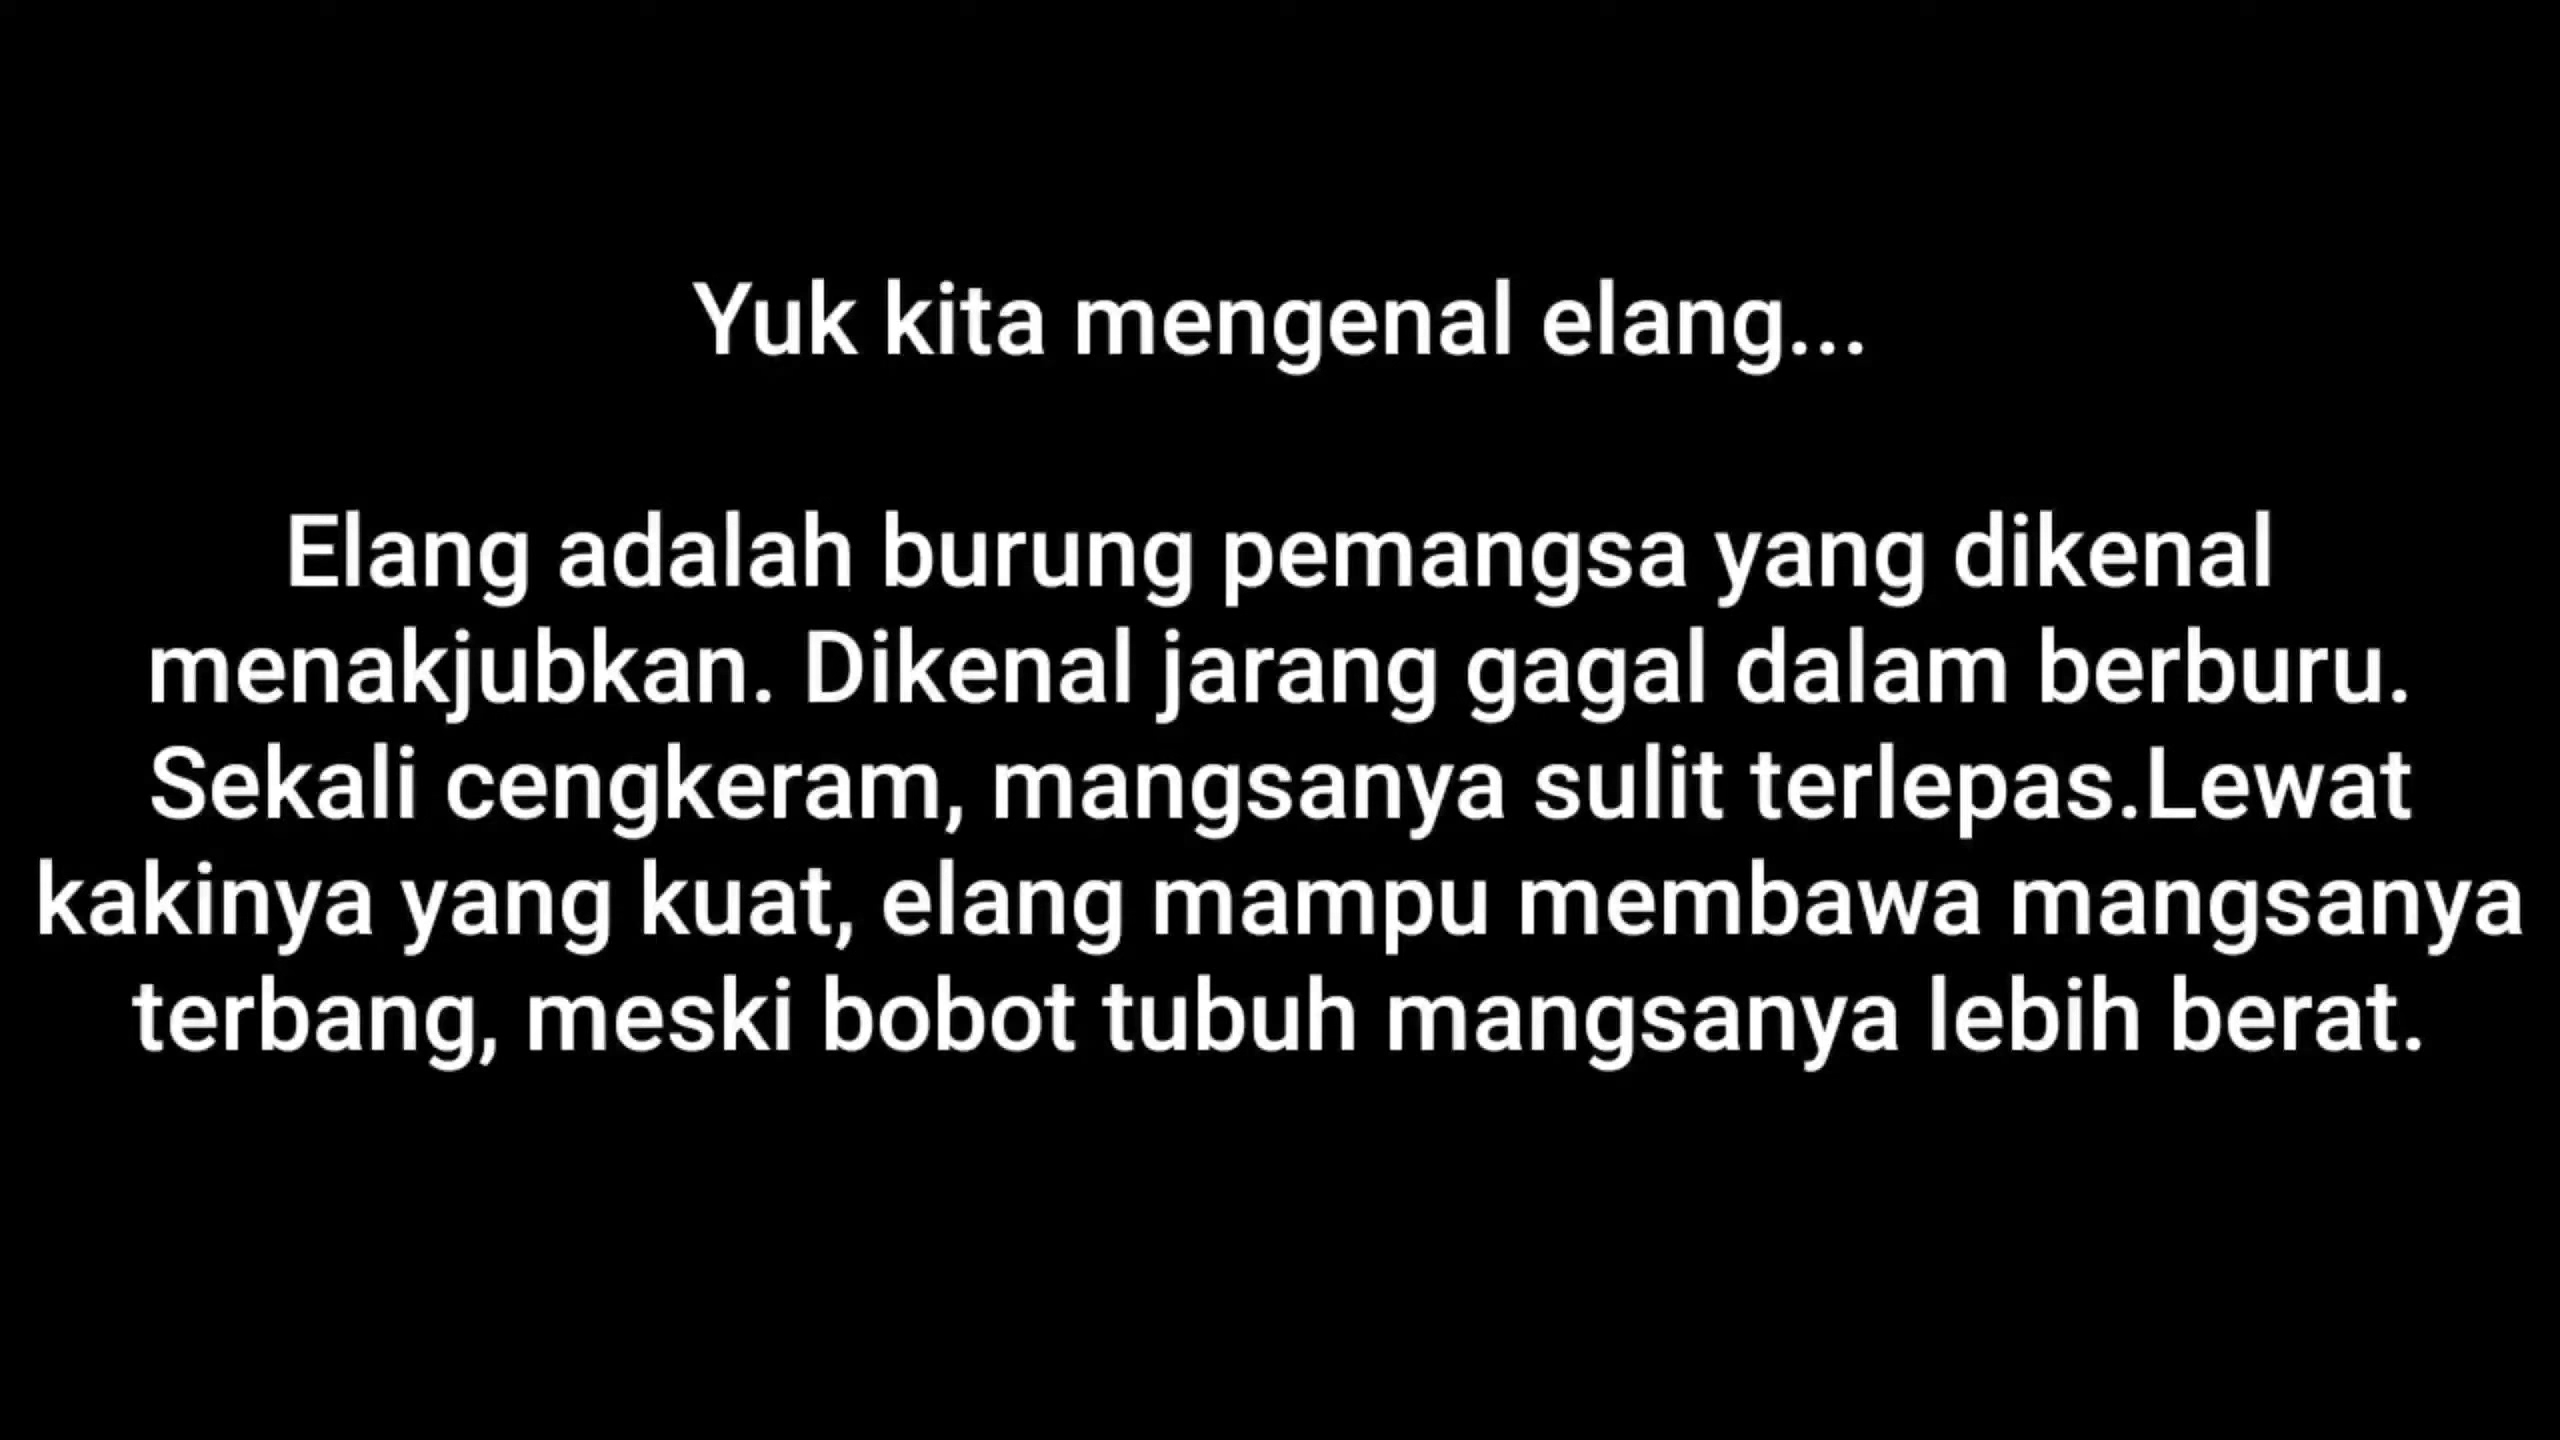 Yuk kita mengenal elang...
Elang adalah burung pemangsa yang dikenal
menakjubkan. Dikenal jarang gagal dalam berburu.
Sekali cengkeram, mangsanya sulit terlepas.Lewat
kakinya yang kuat, elang mampu membawa mangsanya
terbang, meski bobot tubuh mangsanya lebih berat.